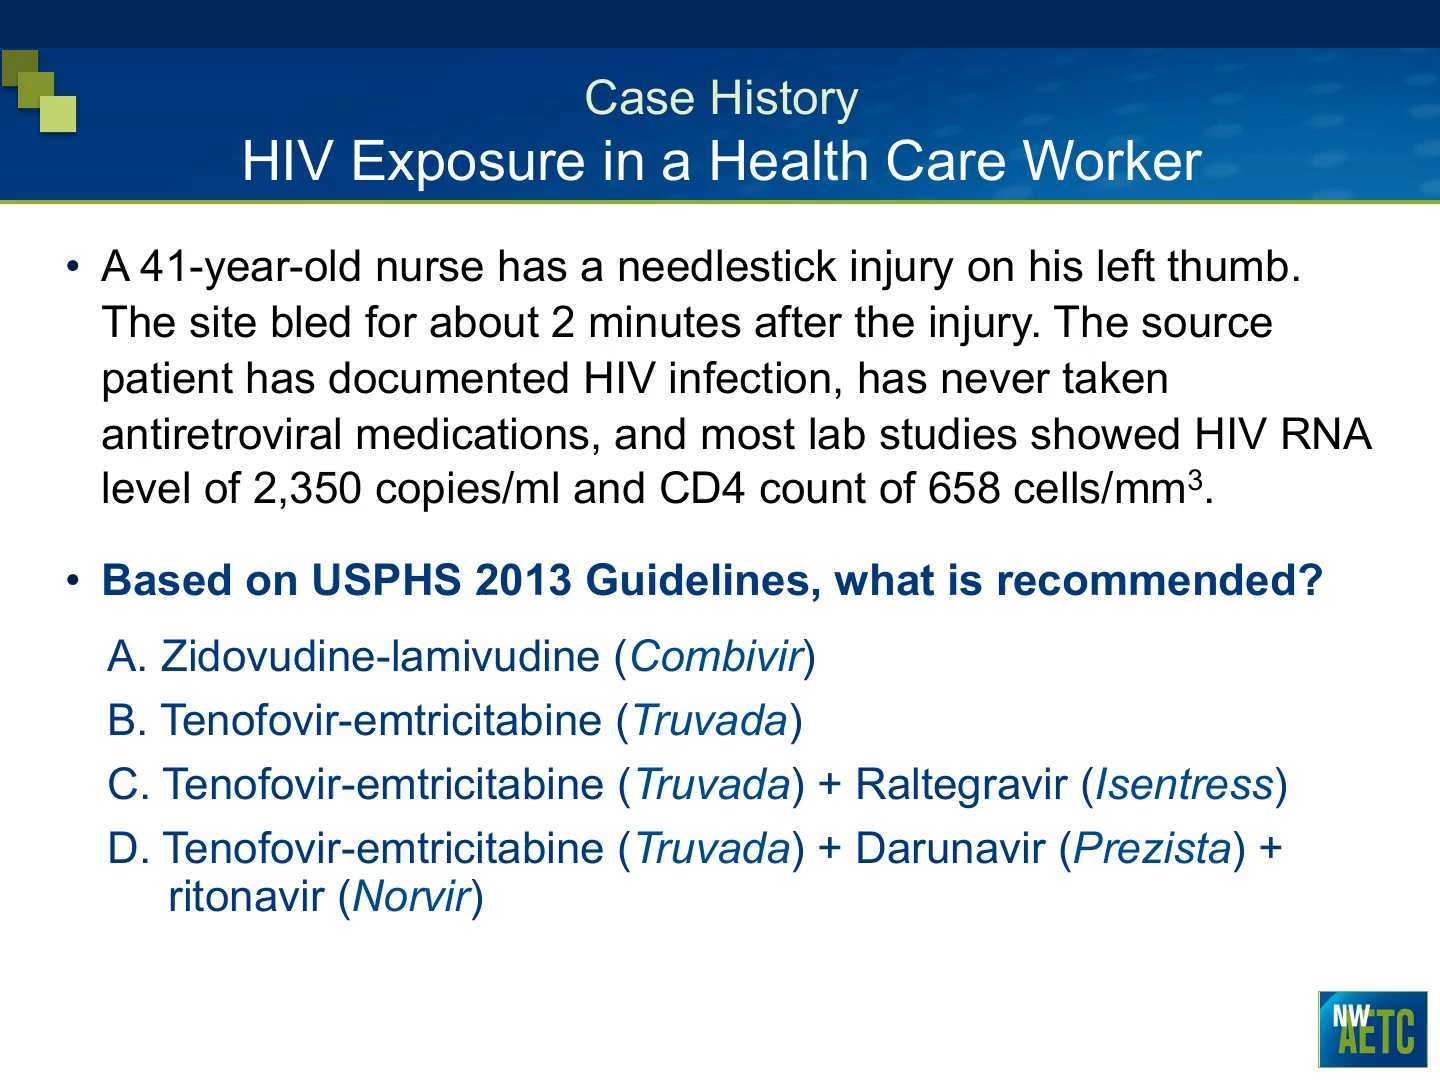 Case History
HIV Exposure in a Health Care Worker
• A 41-year-old nurse has a needlestick injury on his left thumb.
The site bled for about 2 minutes after the injury. The source
patient has documented HIV infection, has never taken
antiretroviral medications, and most lab studies showed HIV RNA
level of 2,350 copies/ml and CD4 count of 658 cells/mm³.
• Based on USPHS 2013 Guidelines, what is recommended?
A. Zidovudine-lamivudine (Combivir)
B. Tenofovir-emtricitabine (Truvada)
C. Tenofovir-emtricitabine (Truvada) + Raltegravir (Isentress)
D. Tenofovir-emtricitabine (Truvada) + Darunavir (Prezista) +
ritonavir (Norvir)
NW
AETC